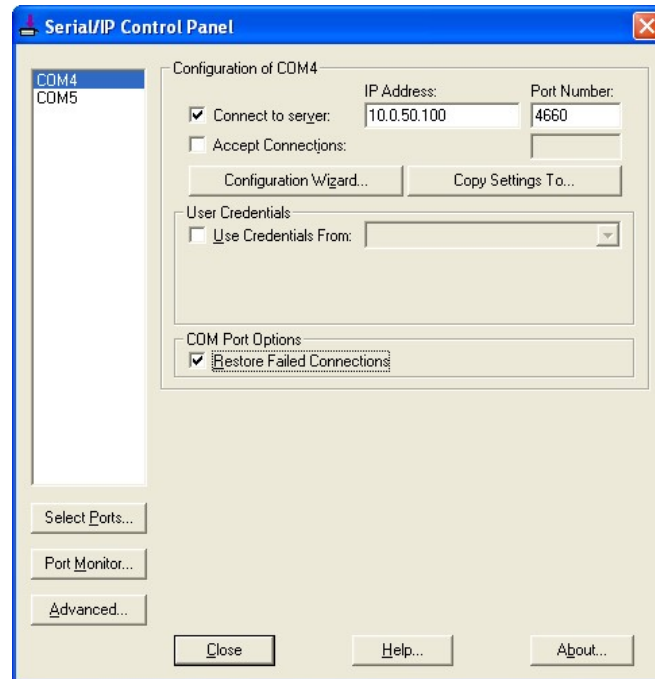 Serial/IP Control Panel
COM4
COM5
Configuration of COM4
IP Address: Port Number:
Connect to server: 10.0.50.100 4660
Accept Connections:
Configuration Wizard... Copy Settings To...
User Credentials
Use Credentials From:
COM Port Options
Restore Failed Connections
Select Ports...
Port Monitor...
Advanced...
Close Help... About...